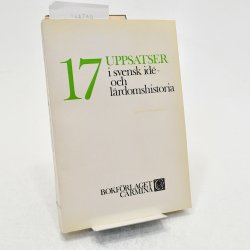 17 UPPSATSER
i svensk idé-
och
lärdomshistoria
BOKFÖRLAGET
CARMINA